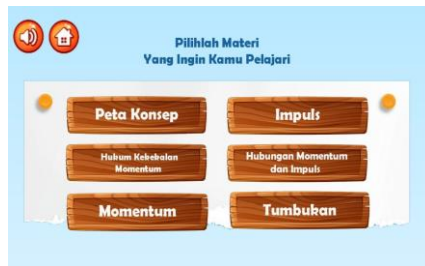 Pilihlah Materi
Yang Ingin Kamu Pelajari
Peta Konsep
Impuls
Hukum Kekekalan
Momentum
Hubungan Momentum
dan Impuls
Momentum
Tumbukan